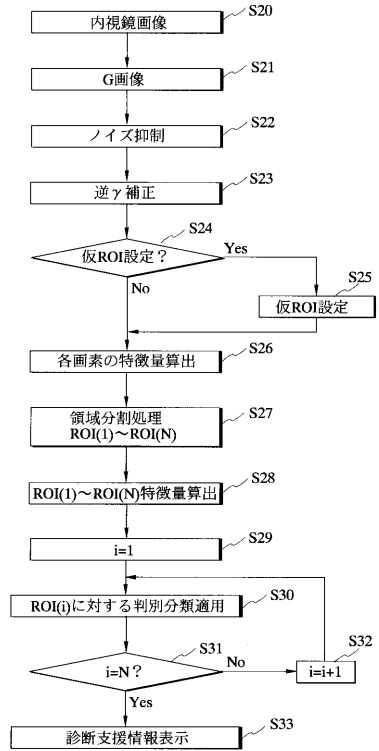 内視鏡画像
S20
G画像
S21
ノイズ抑制
S22
逆γ補正
S23
仮ROI設定？
S24
Yes
No
仮ROI設定
S25
各画素の特徴量算出
S26
領域分割処理
ROI(1)～ROI(N)
S27
ROI(1)～ROI(N)特徴量算出
S28
i=1
S29
ROI(i)に対する判別分類適用
S30
i=N？
S31
No
Yes
i=i+1
S32
診断支援情報表示
S33